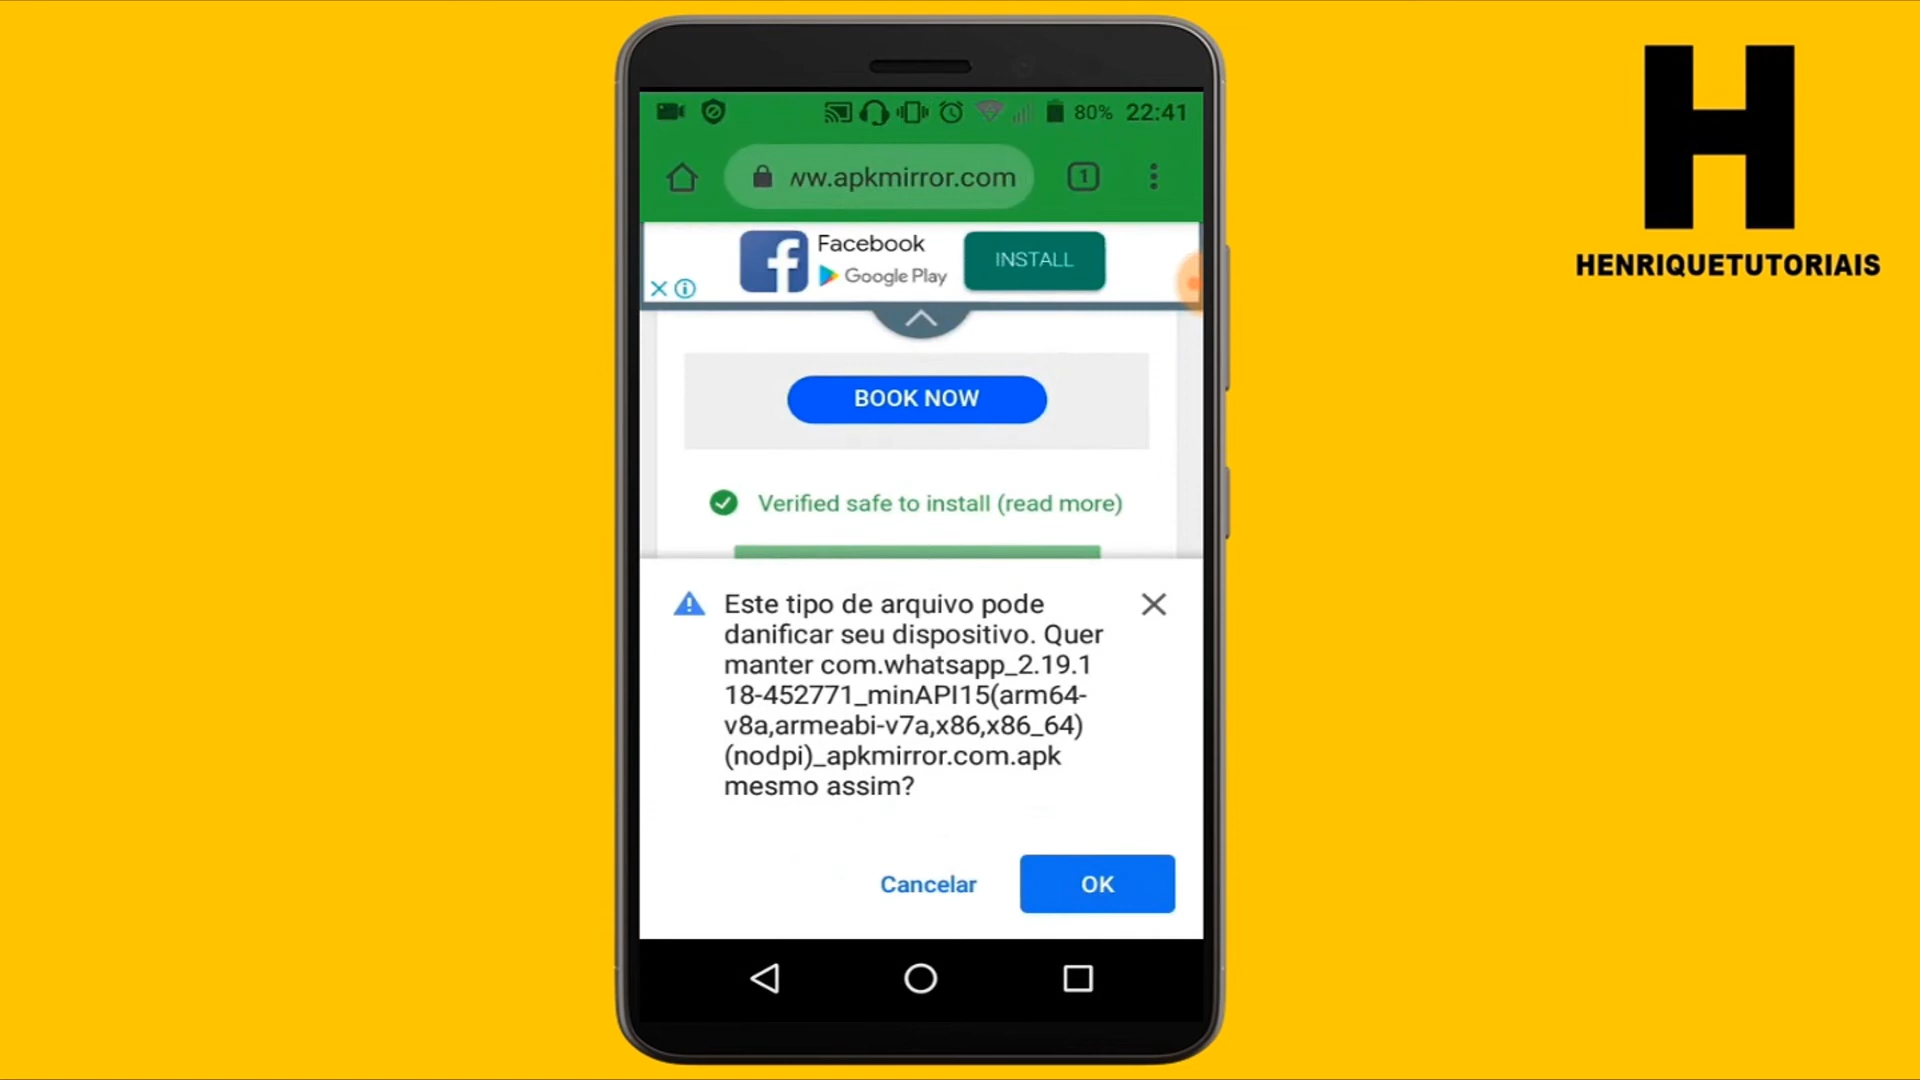 80% 22:41
ww.apkmirror.com
1
Facebook
Google Play
INSTALL
BOOK NOW
Verified safe to install (read more)
Este tipo de arquivo pode
danificar seu dispositivo. Quer
manter com.whatsapp_2.19.1
18-452771_minAPI15(arm64-
v8a,armeabi-v7a,x86,x86_64)
(nodpi)_apkmirror.com.apk
mesmo assim?
Cancelar
OK
H
HENRIQUETUTORIAIS